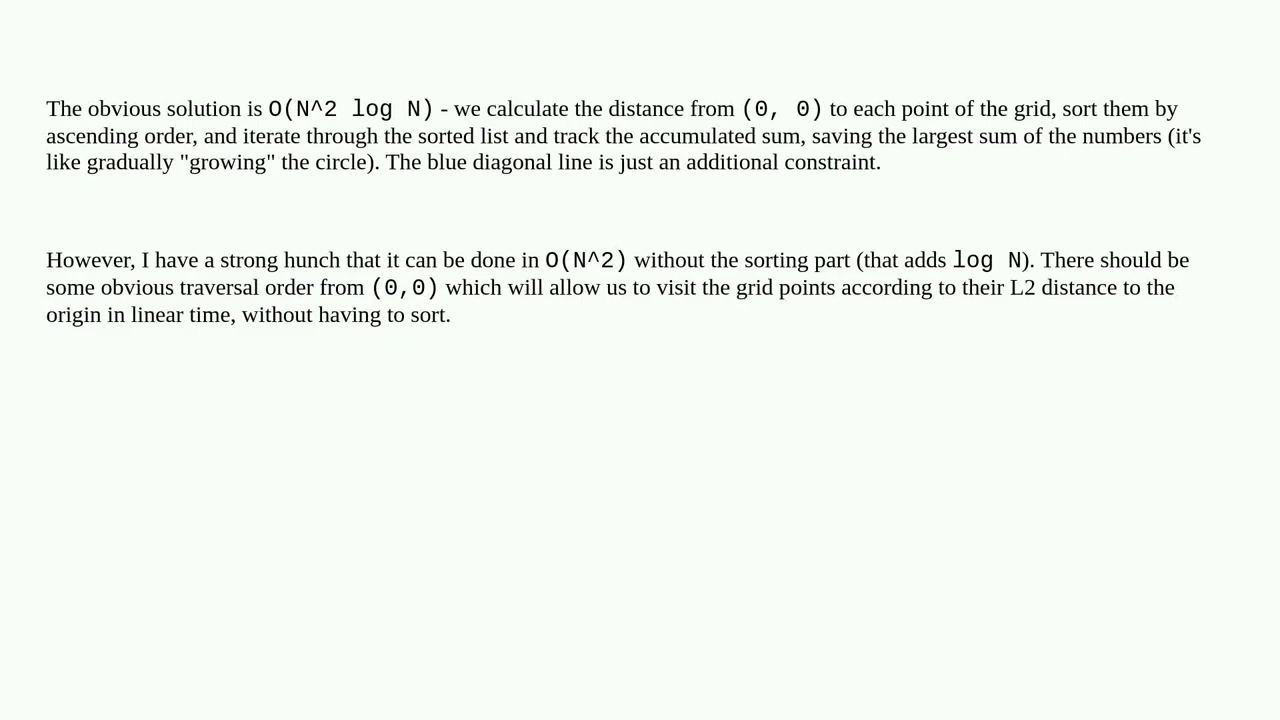 The obvious solution is O(N^2 log N) - we calculate the distance from (0, 0) to each point of the grid, sort them by
ascending order, and iterate through the sorted list and track the accumulated sum, saving the largest sum of the numbers (it's
like gradually "growing" the circle). The blue diagonal line is just an additional constraint.
However, I have a strong hunch that it can be done in O(N^2) without the sorting part (that adds log N). There should be
some obvious traversal order from (0,0) which will allow us to visit the grid points according to their L2 distance to the
origin in linear time, without having to sort.